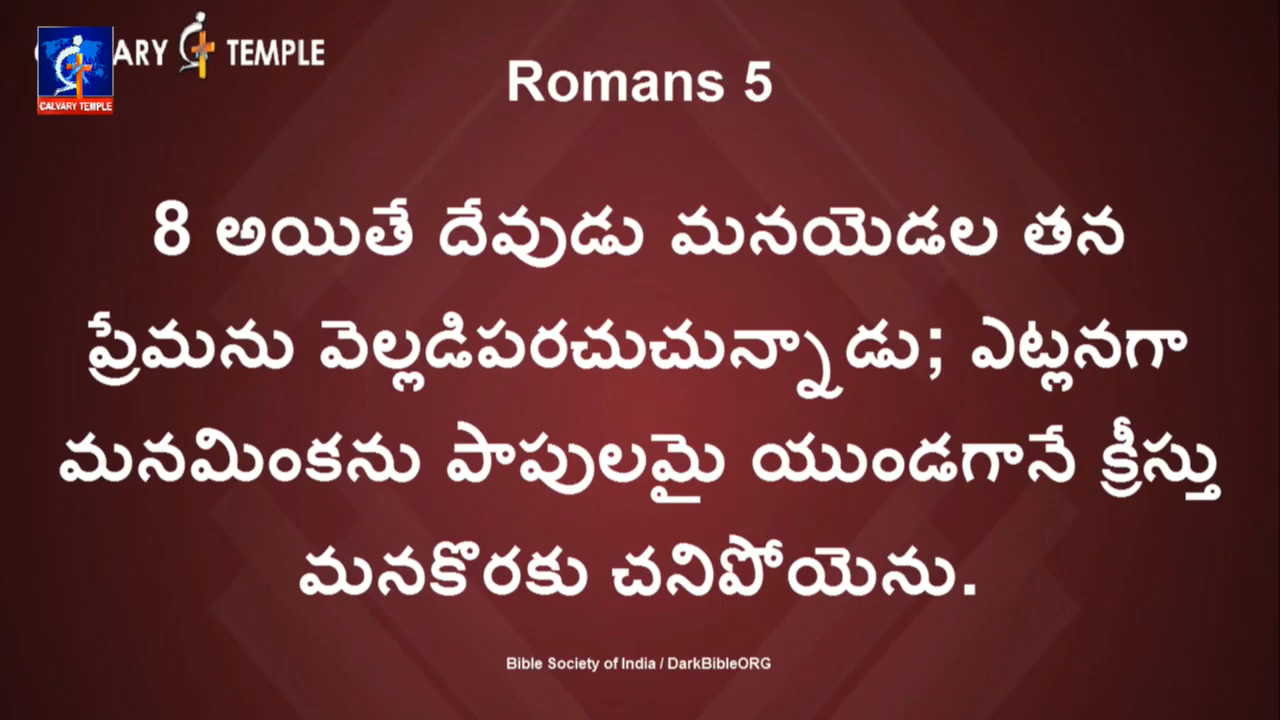 ARY TEMPLE
CALVARY TEMPLE
Romans 5
8 అయితే దేవుడు మనయెడల తన
ప్రేమను వెల్లడిపరచుచున్నాడు; ఎట్లనగా
మనమింకను పాపులమై యుండగానే క్రీస్తు
మనకొరకు చనిపోయెను.
Bible Society of India / DarkBibleORG